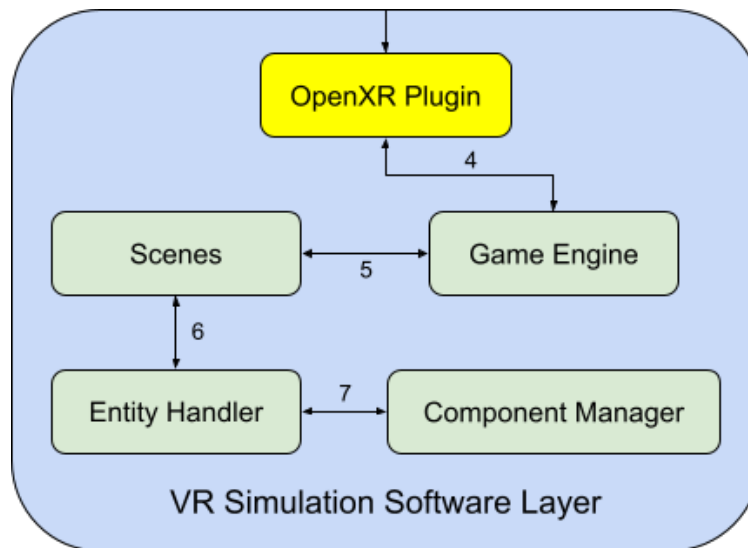 OpenXR Plugin
4
Scenes
5
Game Engine
6
Entity Handler
7
Component Manager
VR Simulation Software Layer